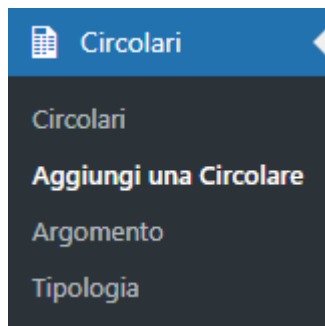 Circolari
Circolari
Aggiungi una Circolare
Argomento
Tipologia